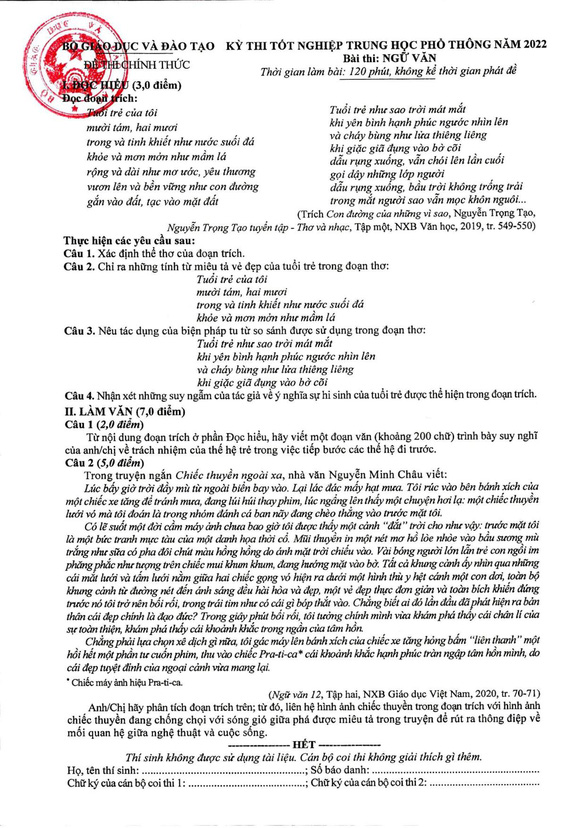 BỘ GIÁO DỤC VÀ ĐÀO TẠO
ĐỀ THI CHÍNH THỨC
KỲ THI TỐT NGHIỆP TRUNG HỌC PHỔ THÔNG NĂM 2022
Bài thi: NGỮ VĂN
Thời gian làm bài: 120 phút, không kể thời gian phát đề
I. ĐỌC HIỂU (3,0 điểm)
Đọc đoạn trích:
Tuổi trẻ của tôi
mười tám, hai mươi
trong và tinh khiết như nước suối đá
khỏe và mơn mởn như mầm lá
rộng và dài như mơ ước, yêu thương
vươn lên và bền vững như con đường
gắn vào đất, tạc vào mặt đất
Tuổi trẻ như sao trời mát mắt
khi yên bình hạnh phúc ngước nhìn lên
và cháy bùng như lửa thiêng liêng
khi giặc giã đụng vào bờ cõi
dẫu rụng xuống, vẫn chói lên lần cuối
gọi dậy những lớp người
dẫu rụng xuống, bầu trời không trống trải
trong mắt người sao vẫn mọc khôn nguôi...
(Trích Con đường của những vì sao, Nguyễn Trọng Tạo,
Nguyễn Trọng Tạo tuyển tập - Thơ và nhạc, Tập một, NXB Văn học, 2019, tr. 549-550)
Thực hiện các yêu cầu sau:
Câu 1. Xác định thể thơ của đoạn trích.
Câu 2. Chỉ ra những tính từ miêu tả vẻ đẹp của tuổi trẻ trong đoạn thơ:
Tuổi trẻ của tôi
mười tám, hai mươi
trong và tinh khiết như nước suối đá
khỏe và mơn mởn như mầm lá
Câu 3. Nêu tác dụng của biện pháp tu từ so sánh được sử dụng trong đoạn thơ:
Tuổi trẻ như sao trời mát mắt
khi yên bình hạnh phúc ngước nhìn lên
và cháy bùng như lửa thiêng liêng
khi giặc giã đụng vào bờ cõi
Câu 4. Nhận xét những suy ngẫm của tác giả về ý nghĩa sự hi sinh của tuổi trẻ được thể hiện trong đoạn trích.
II. LÀM VĂN (7,0 điểm)
Câu 1 (2,0 điểm)
Từ nội dung đoạn trích ở phần Đọc hiểu, hãy viết một đoạn văn (khoảng 200 chữ) trình bày suy nghĩ
của anh/chị về trách nhiệm của thế hệ trẻ trong việc tiếp bước các thế hệ đi trước.
Câu 2 (5,0 điểm)
Trong truyện ngắn Chiếc thuyền ngoài xa, nhà văn Nguyễn Minh Châu viết:
Lúc bấy giờ trời đầy mù từ ngoài biển bay vào. Lại lác đác mấy hạt mưa. Tôi rúc vào bên bánh xích của
một chiếc xe tăng để tránh mưa, đang lúi húi thay phim, lúc ngẩng lên thấy một chuyện hơi lạ: một chiếc thuyền
lưới vó mà tôi đoán là trong nhóm đánh cá ban nãy đang chèo thẳng vào trước mặt tôi.
Có lẽ suốt một đời cầm máy ảnh chưa bao giờ tôi được thấy một cảnh “đắt” trời cho như vậy: trước mặt tôi
là một bức tranh mực tàu của một danh họa thời cổ. Mũi thuyền in một nét mơ hồ lòe nhòe vào bầu sương mù
trắng như sữa có pha đôi chút màu hồng hồng do ánh mặt trời chiếu vào. Vài bóng người lớn lẫn trẻ con ngồi im
phăng phắc như tượng trên chiếc mui khum khum, đang hướng mặt vào bờ. Tất cả khung cảnh ấy nhìn qua những
cái mắt lưới và tấm lưới nằm giữa hai chiếc gọng vó hiện ra dưới một hình thù y hệt cánh một con dơi, toàn bộ
khung cảnh từ đường nét đến ánh sáng đều hài hòa và đẹp, một vẻ đẹp thực đơn giản và toàn bích khiến đứng
trước nó tôi trở nên bối rối, trong trái tim như có cái gì bóp thắt vào. Chẳng biết ai đó lần đầu đã phát hiện ra bản
thân cái đẹp chính là đạo đức? Trong giây phút bối rối, tôi tưởng chính mình vừa khám phá thấy cái chân lí của
sự toàn thiện, khám phá thấy cái khoảnh khắc trong ngần của tâm hồn.
Chẳng phải lựa chọn xê dịch gì nữa, tôi gác máy lên bánh xích của chiếc xe tăng hỏng bấm “liên thanh” một
hồi hết một phần tư cuốn phim, thu vào chiếc Pra-ti-ca* cái khoảnh khắc hạnh phúc tràn ngập tâm hồn mình, do
cái đẹp tuyệt đỉnh của ngoại cảnh vừa mang lại.
* Chiếc máy ảnh hiệu Pra-ti-ca.
(Ngữ văn 12, Tập hai, NXB Giáo dục Việt Nam, 2020, tr. 70-71)
Anh/Chị hãy phân tích đoạn trích trên; từ đó, liên hệ hình ảnh chiếc thuyền trong đoạn trích với hình ảnh
chiếc thuyền đang chống chọi với sóng gió giữa phá được miêu tả trong truyện để rút ra thông điệp về
mối quan hệ giữa nghệ thuật và cuộc sống.
------------------ HẾT ------------------
Thí sinh không được sử dụng tài liệu. Cán bộ coi thi không giải thích gì thêm.
Họ, tên thí sinh: ................................................; Số báo danh: ................................................
Chữ ký của cán bộ coi thi 1: ................................; Chữ ký của cán bộ coi thi 2: ................................